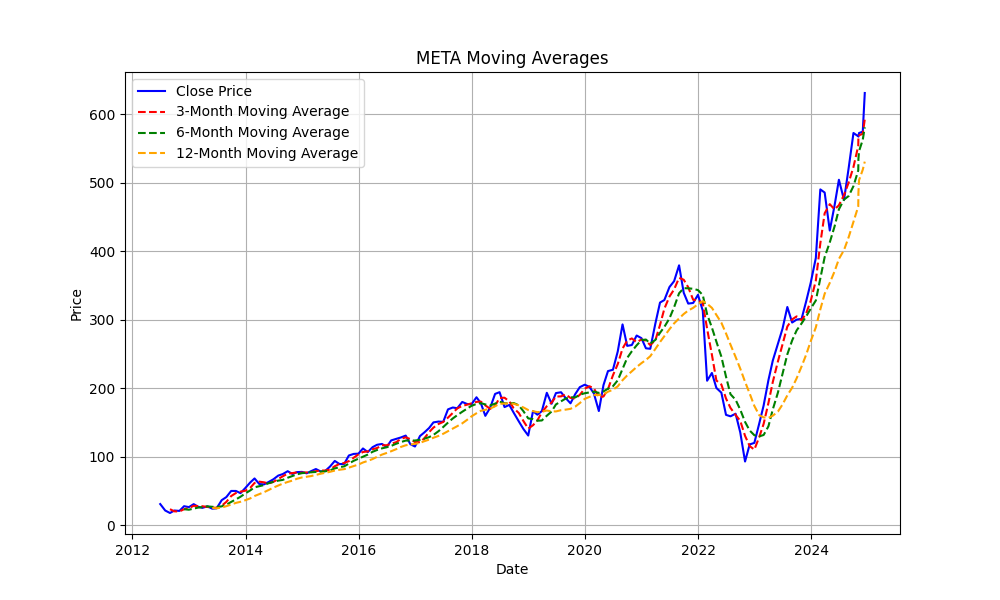 META Moving Averages
Close Price
3-Month Moving Average
6-Month Moving Average
12-Month Moving Average
Price
600
500
400
300
200
100
0
2012 2014 2016 2018 2020 2022 2024
Date